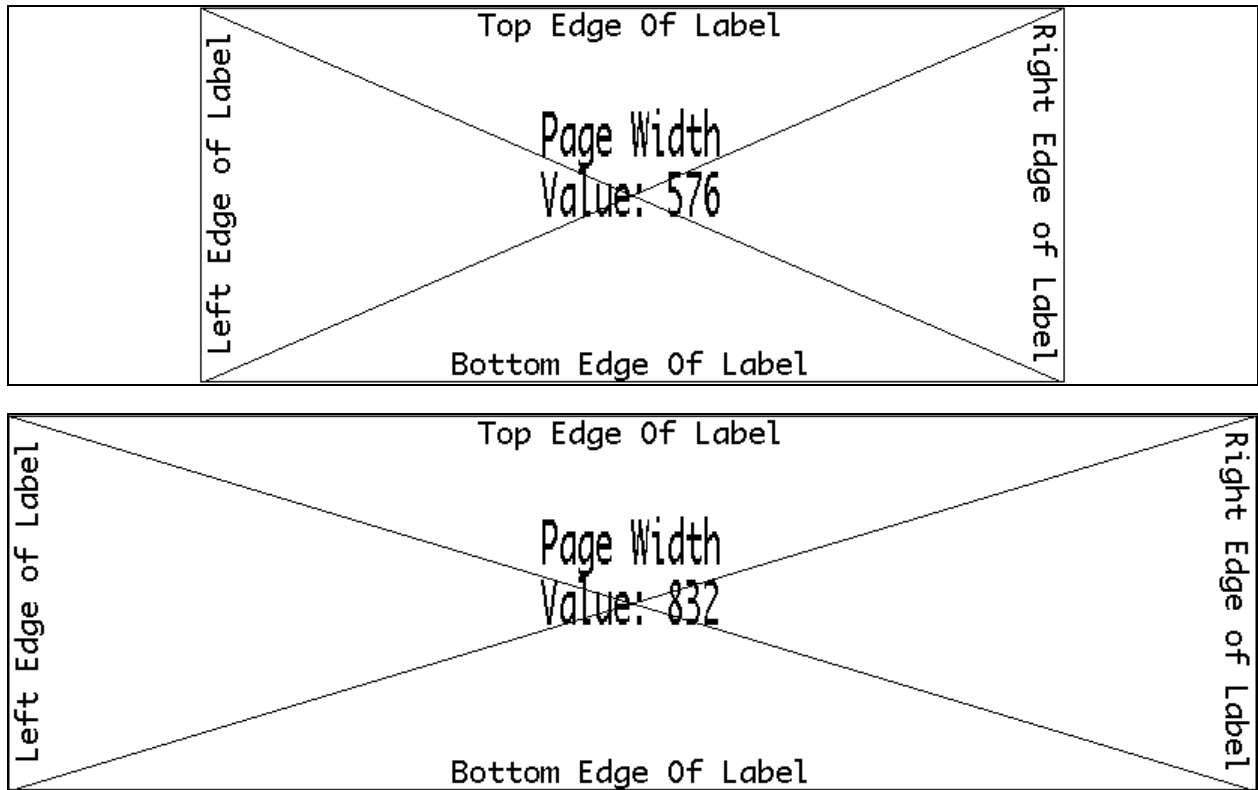 Top Edge Of Label
Left Edge of Label
Page Width
Value: 576
Right Edge of Label
Bottom Edge Of Label
Top Edge Of Label
Left Edge of Label
Page Width
Value: 832
Right Edge of Label
Bottom Edge Of Label